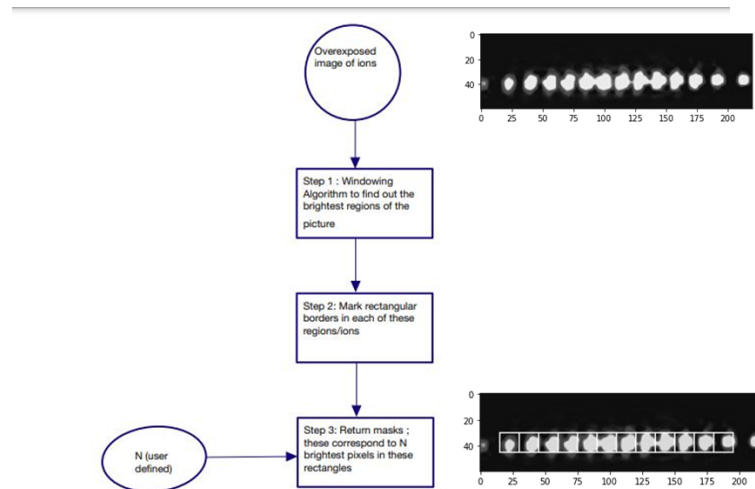 Overexposed
image of ions
0
20
40
0
25
50
75
100
125
150
175
200
Step 1 : Windowing
Algorithm to find out the
brightest regions of the
picture
Step 2: Mark rectangular
borders in each of these
regions/ions
Step 3: Return masks ;
these correspond to N
brightest pixels in these
rectangles
N (user
defined)
0
20
40
0
25
50
75
100
125
150
175
200